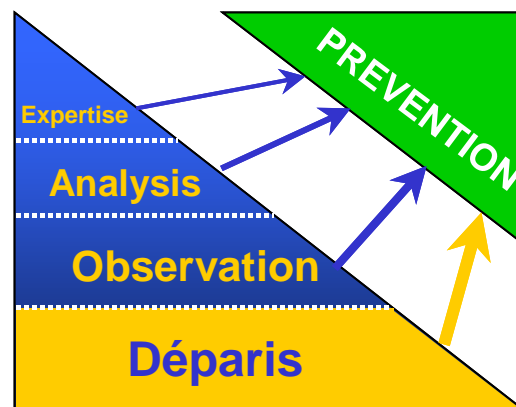 PREVENTION
Expertise
Analysis
Observation
Déparis